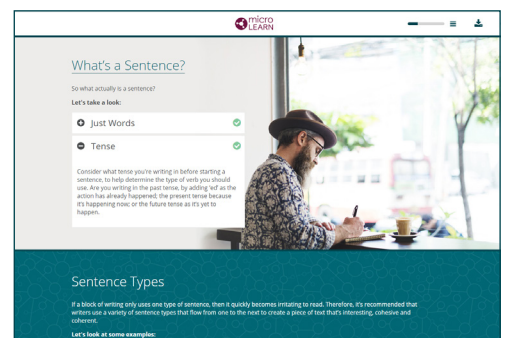 micro
LEARN
What's a Sentence?
So what actually is a sentence?
Let's take a look:
Just Words
Tense
Consider what tense you're writing in before starting a
sentence, to help determine the type of verb you should
use. Are you writing in the past tense, by adding 'ed' as the
action has already happened; the present tense because
it's happening now; or the future tense as it's yet to
happen.
Sentence Types
If a block of writing only uses one type of sentence, then it quickly becomes irritating to read. Therefore, it's recommended that
writers use a variety of sentence types that flow from one to the next to create a piece of text that's interesting, cohesive and
coherent.
Let's look at some examples: